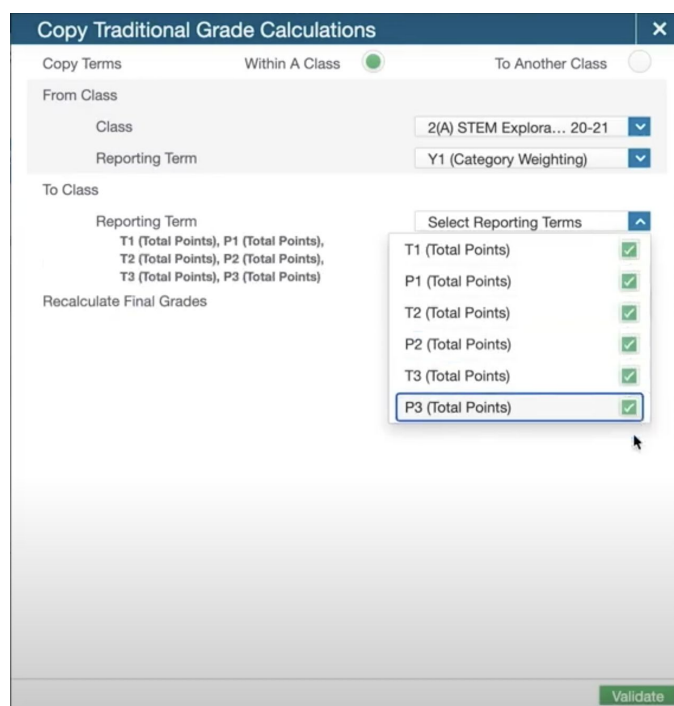 Copy Traditional Grade Calculations
Copy Terms Within A Class To Another Class
From Class
Class 2(A) STEM Explora... 20-21
Reporting Term Y1 (Category Weighting)
To Class
Reporting Term Select Reporting Terms
T1 (Total Points), P1 (Total Points),
T2 (Total Points), P2 (Total Points),
T3 (Total Points), P3 (Total Points)
Recalculate Final Grades
T1 (Total Points)
P1 (Total Points)
T2 (Total Points)
P2 (Total Points)
T3 (Total Points)
P3 (Total Points)
Validate